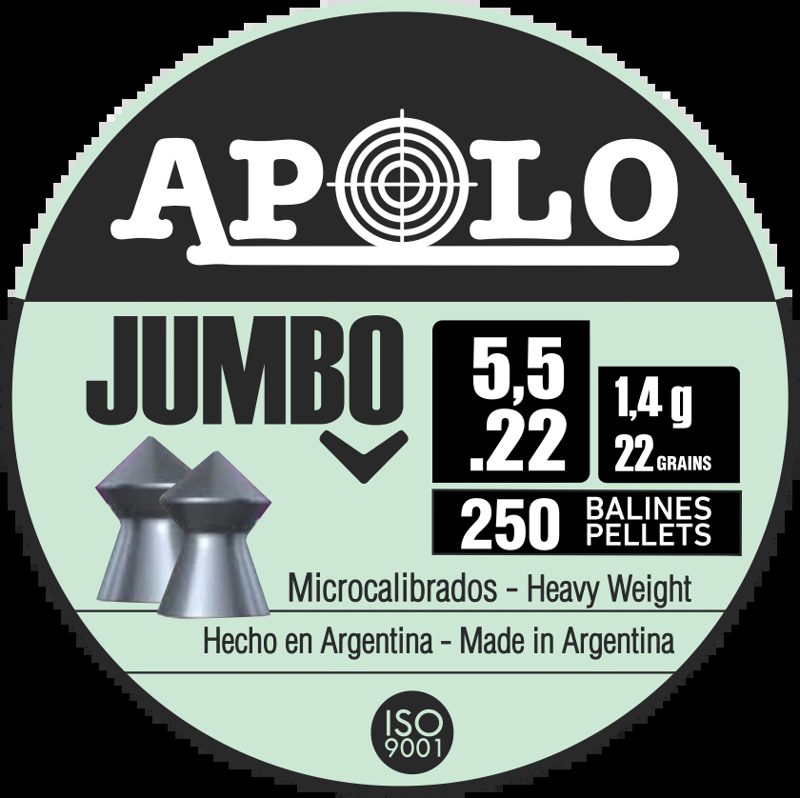 APOLO
JUMBO
5,5
.22
1,4 g
22 GRAINS
250 BALINES
PELLETS
Microcalibrados - Heavy Weight
Hecho en Argentina - Made in Argentina
ISO
9001